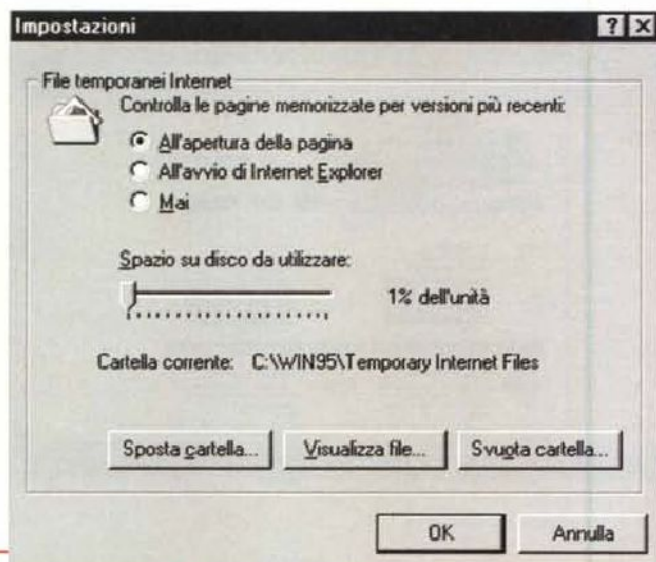 Impostazioni
File temporanei Internet
Controlla le pagine memorizzate per versioni più recenti:
All'apertura della pagina
All'avvio di Internet Explorer
Mai
Spazio su disco da utilizzare:
1% dell'unità
Cartella corrente: C:\WIN95\Temporary Internet Files
Sposta cartella... Visualizza file... Svuota cartella...
OK Annulla